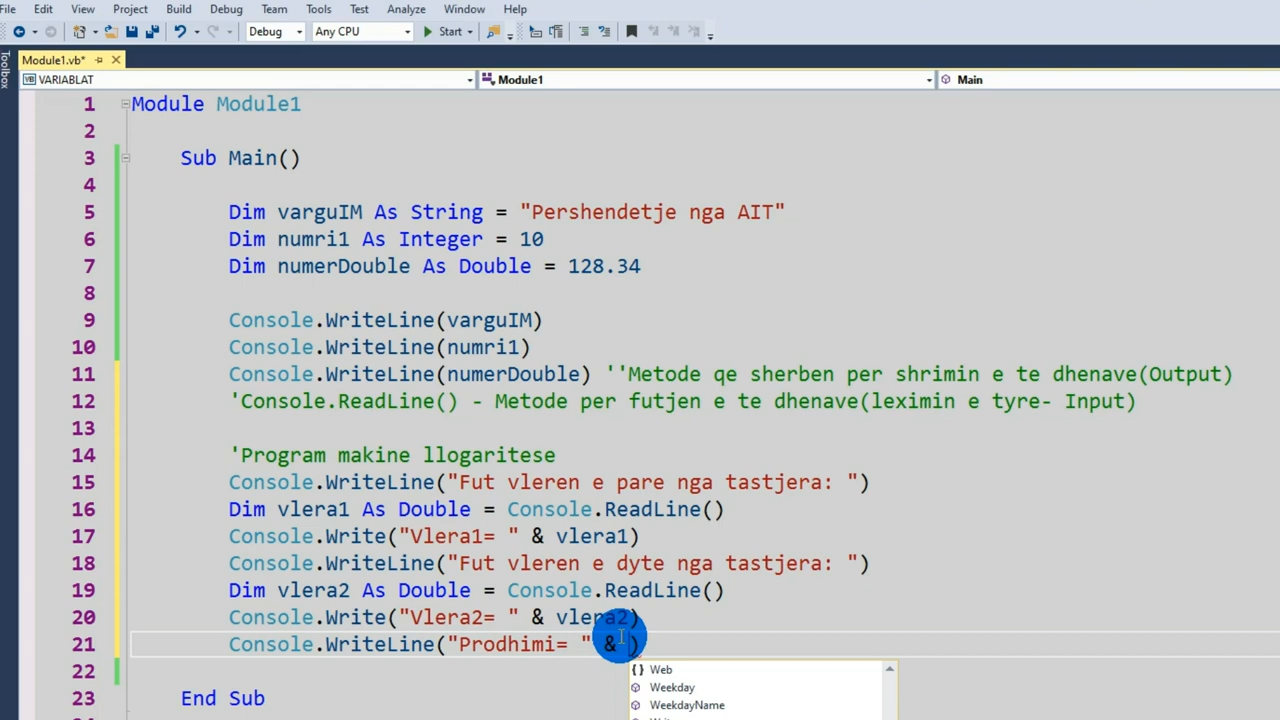 File Edit View Project Build Debug Team Tools Test Analyze Window Help
Debug Any CPU Start
Module1.vb*
Toolbox
VB VARIABLAT Module1 Main
1 Module Module1
2
3 Sub Main()
4
5 Dim varguIM As String = "Pershendetje nga AIT"
6 Dim numri1 As Integer = 10
7 Dim numerDouble As Double = 128.34
8
9 Console.WriteLine(varguIM)
10 Console.WriteLine(numri1)
11 Console.WriteLine(numerDouble) ''Metode qe sherben per shrimin e te dhenave(Output)
12 'Console.ReadLine() - Metode per futjen e te dhenave(leximin e tyre- Input)
13
14 'Program makine llogaritese
15 Console.WriteLine("Fut vleren e pare nga tastjera: ")
16 Dim vlera1 As Double = Console.ReadLine()
17 Console.Write("Vlera1= " & vlera1)
18 Console.WriteLine("Fut vleren e dyte nga tastjera: ")
19 Dim vlera2 As Double = Console.ReadLine()
20 Console.Write("Vlera2= " & vlera2)
21 Console.WriteLine("Prodhimi= " & )
22 { } Web
Weekday
23 End Sub
WeekdayName